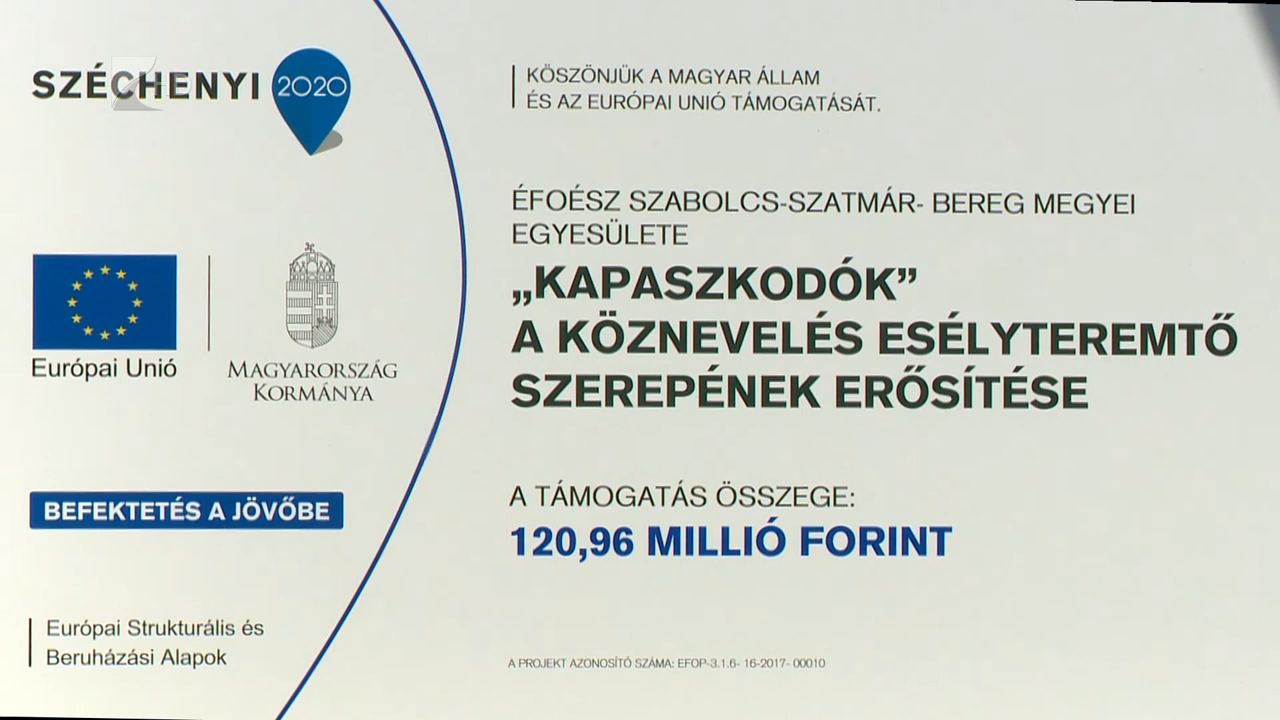 SZÉCHENYI 2020
Európai Unió
MAGYARORSZÁG
KORMÁNYA
BEFEKTETÉS A JÖVŐBE
Európai Strukturális és
Beruházási Alapok
KÖSZÖNJÜK A MAGYAR ÁLLAM
ÉS AZ EURÓPAI UNIÓ TÁMOGATÁSÁT.
ÉFOÉSZ SZABOLCS-SZATMÁR- BEREG MEGYEI
EGYESÜLETE
„KAPASZKODÓK”
A KÖZNEVELÉS ESÉLYTEREMTŐ
SZEREPÉNEK ERŐSÍTÉSE
A TÁMOGATÁS ÖSSZEGE:
120,96 MILLIÓ FORINT
A PROJEKT AZONOSÍTÓ SZÁMA: EFOP-3.1.6- 16-2017- 00010